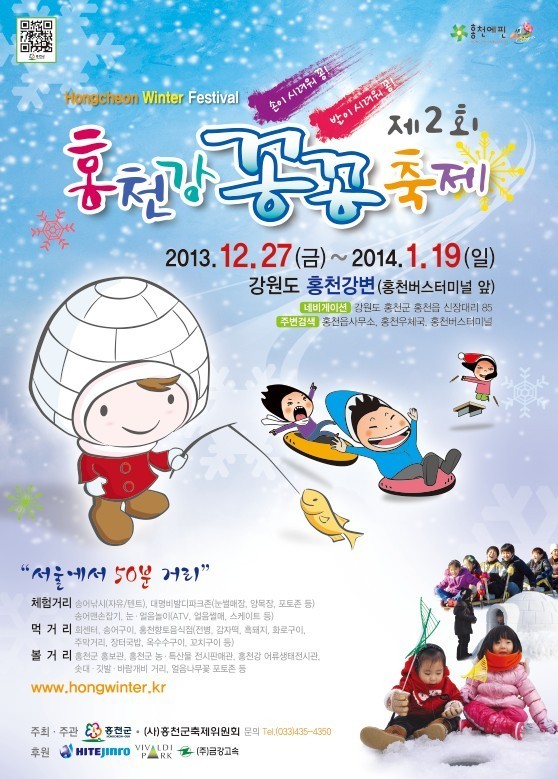 홍천군
홍천에핀
Hongcheon Winter Festival
손이 시려워 꽁!
발이 시려워 꽁!
제2회
홍천강 꽁꽁축제
2013. 12. 27(금) ~ 2014. 1. 19(일)
강원도 홍천강변(홍천버스터미널 앞)
네비게이션 강원도 홍천군 홍천읍 신장대리 85
주변검색 홍천읍사무소, 홍천우체국, 홍천버스터미널
"서울에서 50분 거리"
체험거리 송어낚시(자유/텐트), 대명비발디파크존(눈썰매장, 양목장, 포토존 등)
송어맨손잡기, 눈·얼음놀이(ATV, 얼음썰매, 스케이트 등)
먹거리 회센터, 송어구이, 홍천향토음식점(전병, 감자떡, 흑돼지, 화로구이,
주막거리, 장터국밥, 옥수수구이, 꼬치구이 등)
볼거리 홍천군 홍보관, 홍천군 농·특산물 전시판매관, 홍천강 어류생태전시관,
솟대·깃발·바람개비 거리, 얼음나무꽃 포토존 등
www.hongwinter.kr
주최·주관 홍천군 · (사)홍천군축제위원회 문의 Tel.(033)435-4350
후원 HITEJINRO VIVALDI PARK (주)금강고속